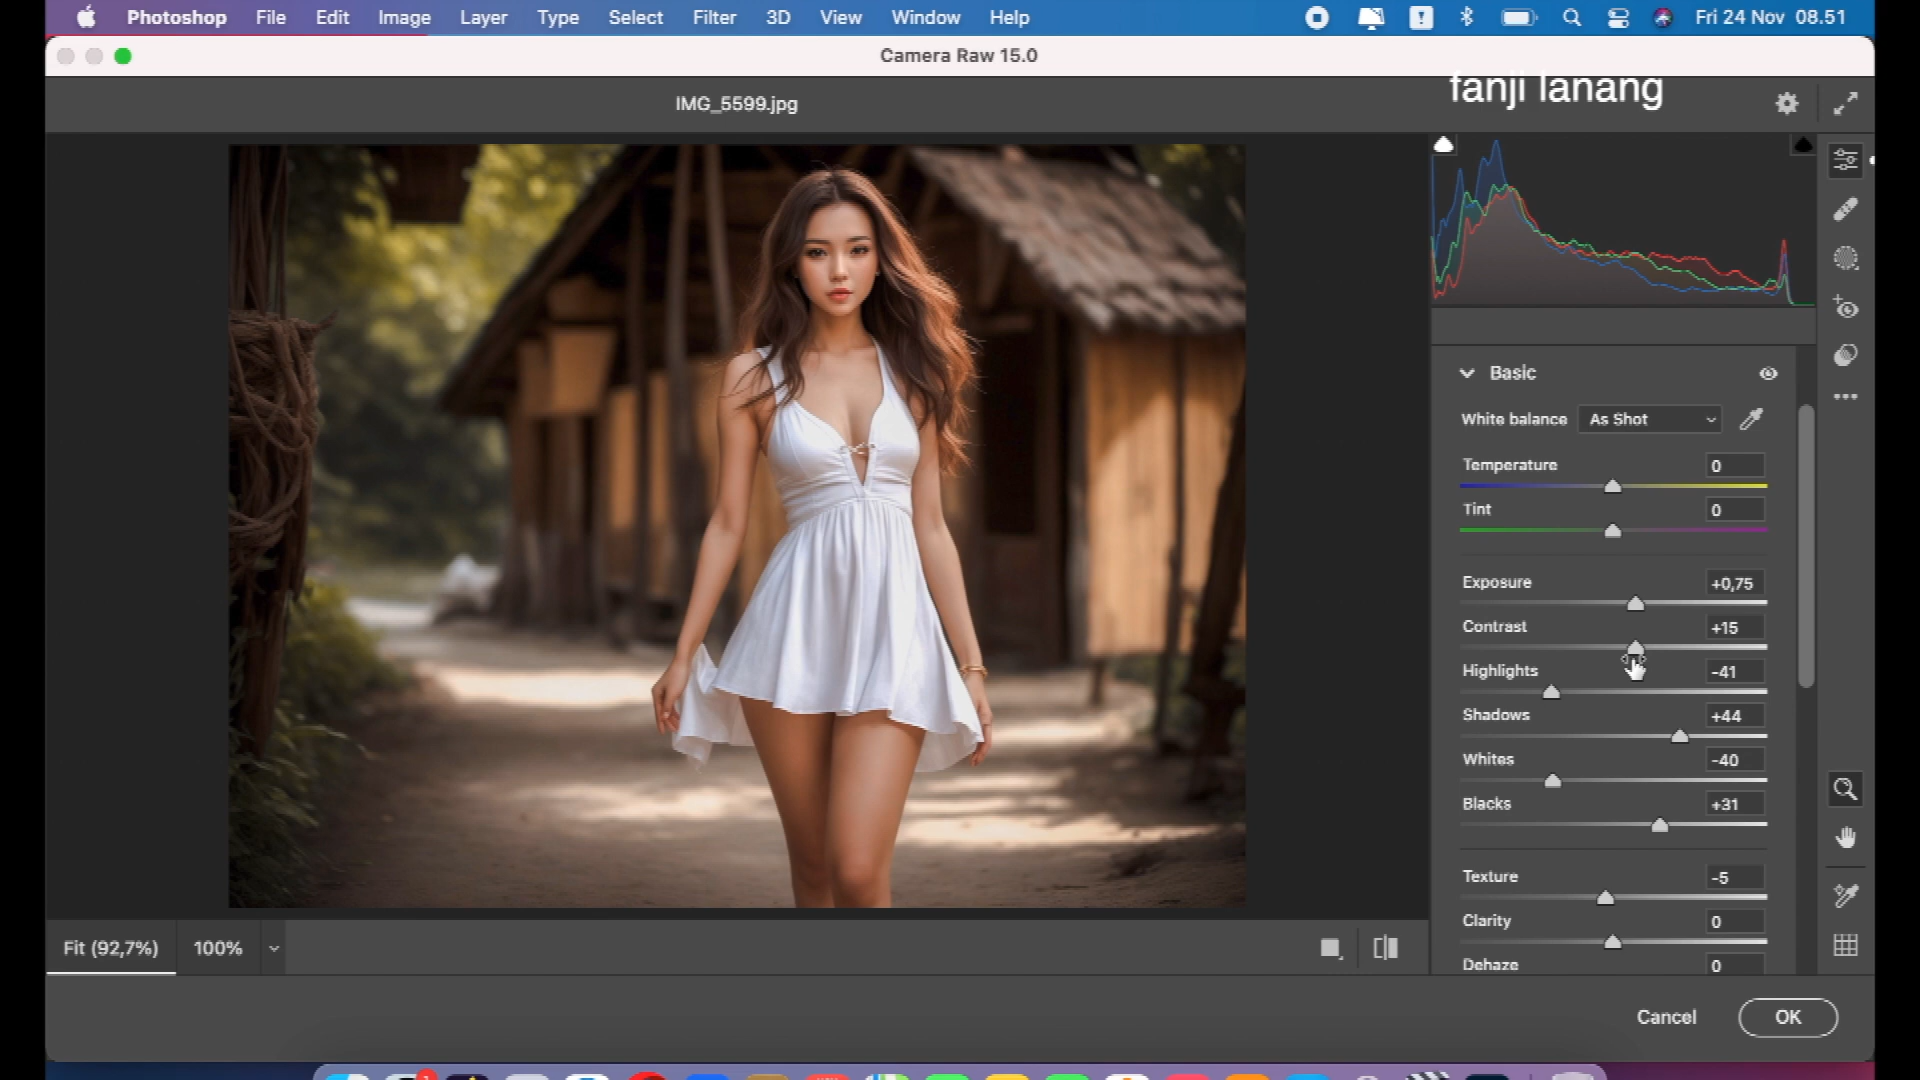 Photoshop File Edit Image Layer Type Select Filter 3D View Window Help Fri 24 Nov 08.51
Camera Raw 15.0
fanji lanang
IMG_5599.jpg
Basic
White balance As Shot
Temperature 0
Tint 0
Exposure +0,75
Contrast +15
Highlights -41
Shadows +44
Whites -40
Blacks +31
Texture -5
Clarity 0
Dehaze 0
Fit (92,7%) 100%
Cancel OK